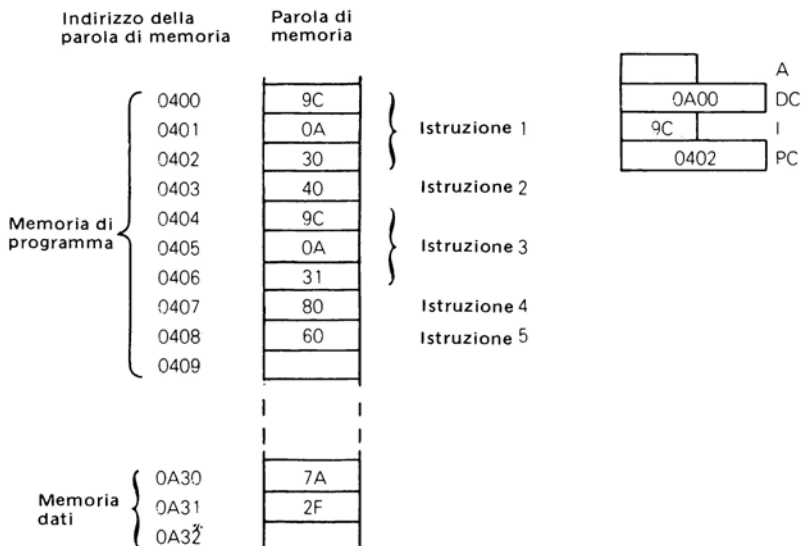 Indirizzo della
parola di memoria
Parola di
memoria
A
0A00 DC
9C I
0402 PC
0400 9C
0401 0A Istruzione 1
0402 30
0403 40 Istruzione 2
0404 9C
Memoria di
programma
0405 0A Istruzione 3
0406 31
0407 80 Istruzione 4
0408 60 Istruzione 5
0409
0A30 7A
Memoria
dati
0A31 2F
0A32